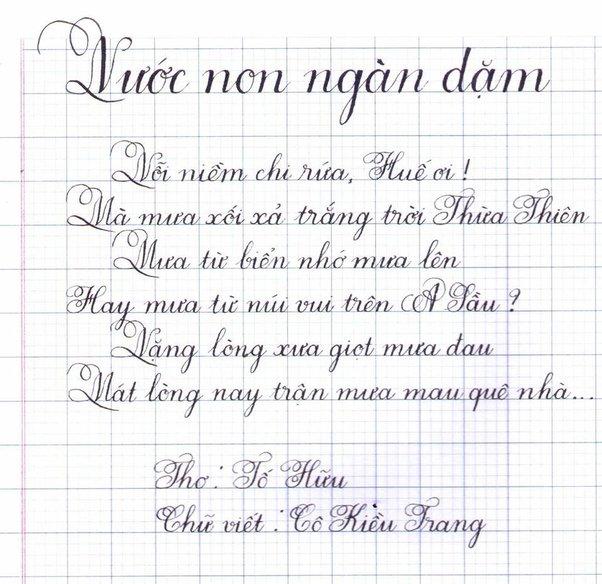 Nước non ngàn dặm
Nỗi niềm chi rứa, Huế ơi !
Mà mưa xối xả trắng trời Thừa Thiên
Mưa từ biển nhớ mưa lên
Hay mưa từ núi vui trên A Sầu ?
Nặng lòng xưa giọt mưa đau
Mát lòng nay trận mưa mau quê nhà...
Thơ : Tố Hữu
Chữ viết : Cô Kiều Trang